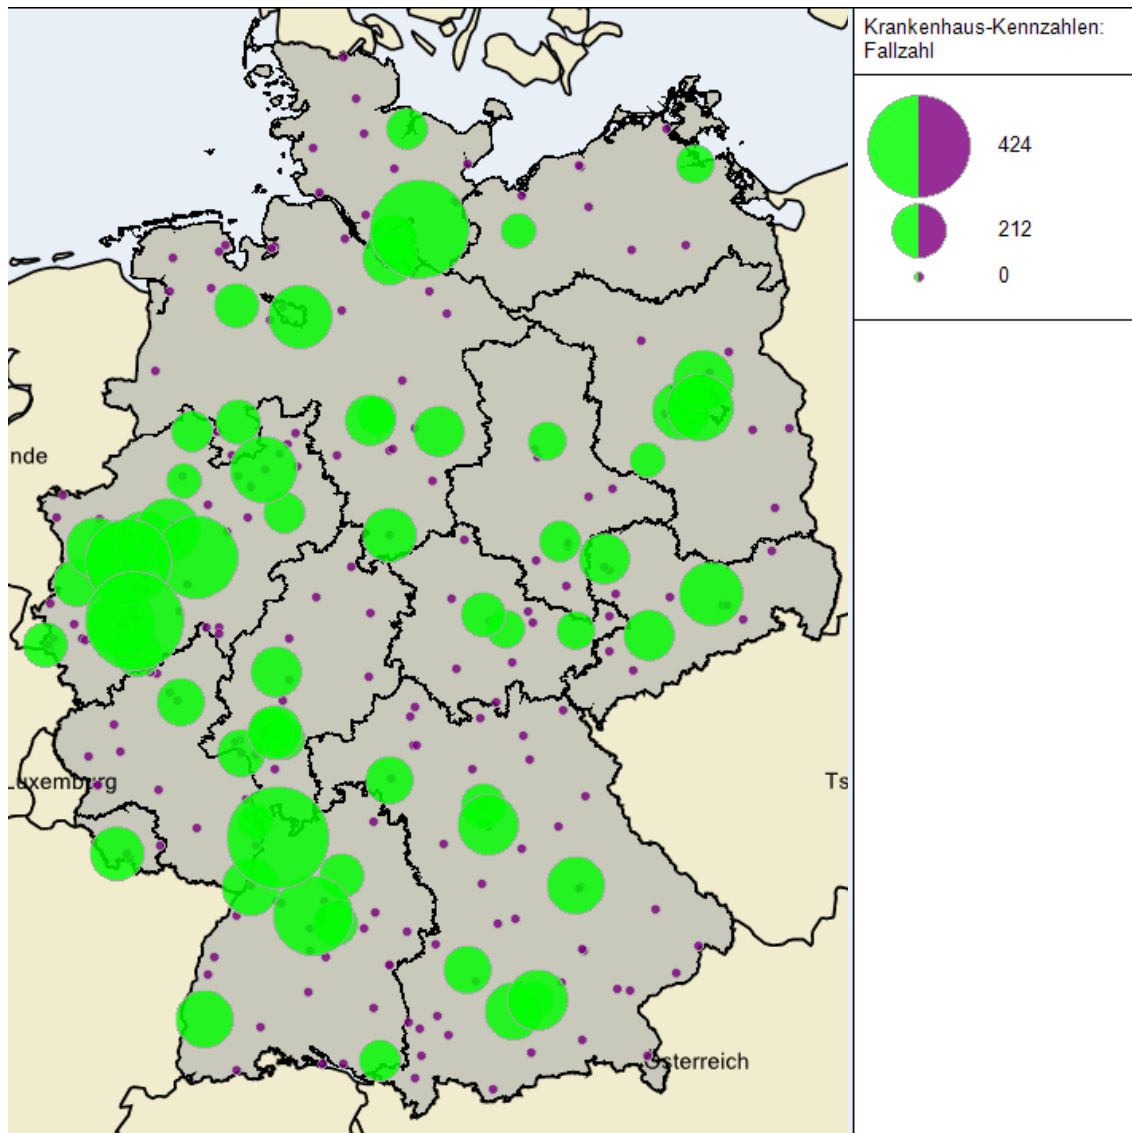 Krankenhaus-Kennzahlen:
Fallzahl
424
212
0
nde
Luxemburg
Ts
Österreich